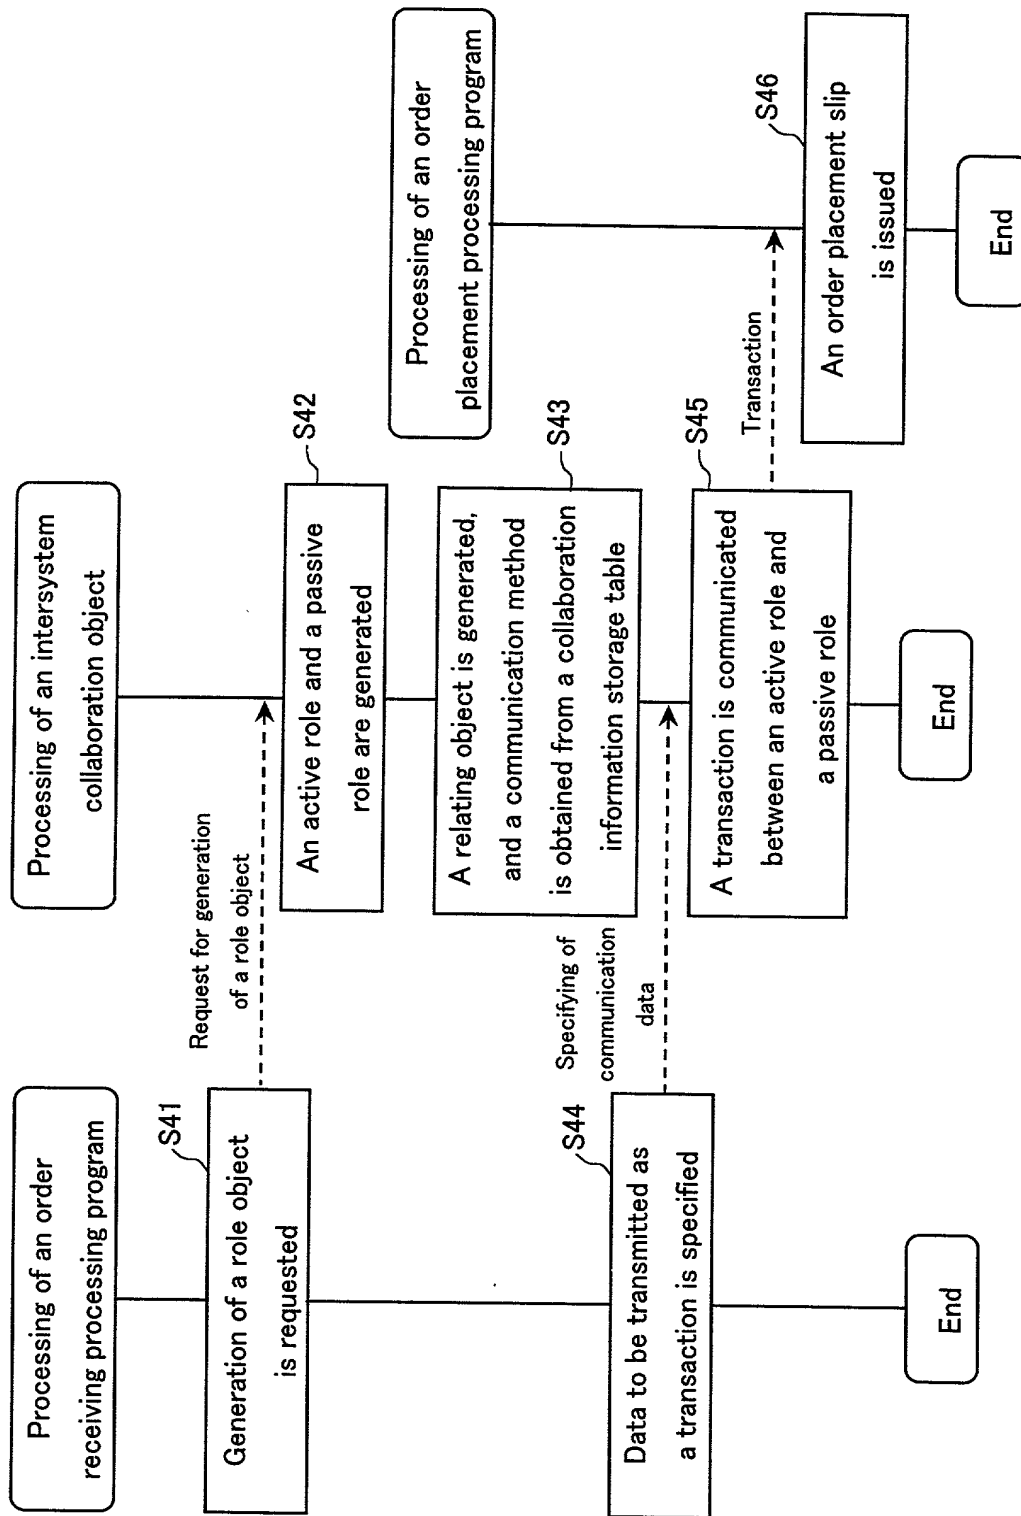 Processing of an order
receiving processing program
S41
Generation of a role object
is requested
S44
Data to be transmitted as
a transaction is specified
End
Request for generation
of a role object
Specifying of
communication
data
Processing of an intersystem
collaboration object
S42
An active role and a passive
role are generated
S43
A relating object is generated,
and a communication method
is obtained from a collaboration
information storage table
S45
A transaction is communicated
between an active role and
a passive role
End
Transaction
Processing of an order
placement processing program
S46
An order placement slip
is issued
End